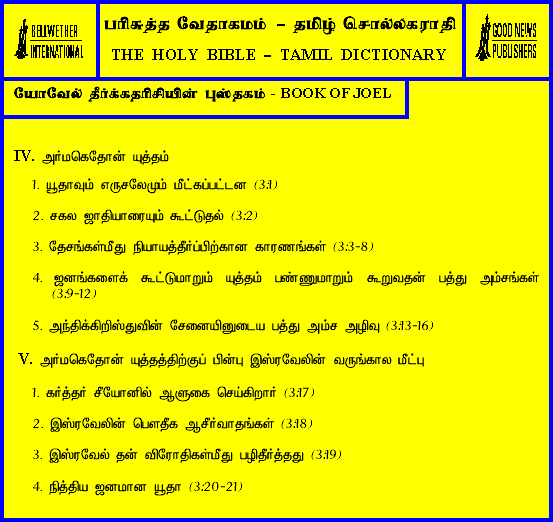 BELLWETHER
INTERNATIONAL
பரிசுத்த வேதாகமம் – தமிழ் சொல்லகராதி
THE HOLY BIBLE – TAMIL DICTIONARY
GOOD NEWS
PUBLISHERS
யோவேல் தீர்க்கதரிசியின் புஸ்தகம் - BOOK OF JOEL
IV. அர்மகெதோன் யுத்தம்
1. யூதாவும் எருசலேமும் மீட்கப்பட்டன (3:1)
2. சகல ஜாதியாரையும் கூட்டுதல் (3:2)
3. தேசங்கள்மீது நியாயத்தீர்ப்பிற்கான காரணங்கள் (3:3-8)
4. ஜனங்களைக் கூட்டுமாறும் யுத்தம் பண்ணுமாறும் கூறுவதன் பத்து அம்சங்கள்
(3:9-12)
5. அந்திக்கிறிஸ்துவின் சேனையினுடைய பத்து அம்ச அழிவு (3:13-16)
V. அர்மகெதோன் யுத்தத்திற்குப் பின்பு இஸ்ரவேலின் வருங்கால மீட்பு
1. கர்த்தர் சீயோனில் ஆளுகை செய்கிறார் (3:17)
2. இஸ்ரவேலின் பௌதீக ஆசீர்வாதங்கள் (3:18)
3. இஸ்ரவேல் தன் விரோதிகள்மீது பழிதீர்த்தது (3:19)
4. நித்திய ஜனமான யூதா (3:20-21)